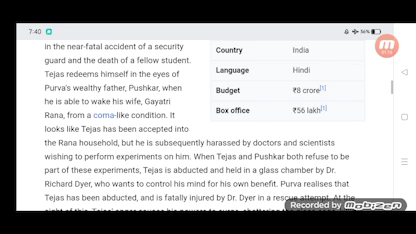 7:40
56%
in the near-fatal accident of a security
guard and the death of a fellow student.
Tejas redeems himself in the eyes of
Purva's wealthy father, Pushkar, when
he is able to wake his wife, Gayatri
Rana, from a coma-like condition. It
looks like Tejas has been accepted into
the Rana household, but he is subsequently harassed by doctors and scientists
wishing to perform experiments on him. When Tejas and Pushkar both refuse to be
part of these experiments, Tejas is abducted and held in a glass chamber by Dr.
Richard Dyer, who wants to control his mind for his own benefit. Purva realises that
Tejas has been abducted, and is fatally injured by Dr. Dyer in a rescue attempt. At the
Country India
Language Hindi
Budget ₹8 crore[1]
Box office ₹56 lakh[1]
Recorded by
mobizen